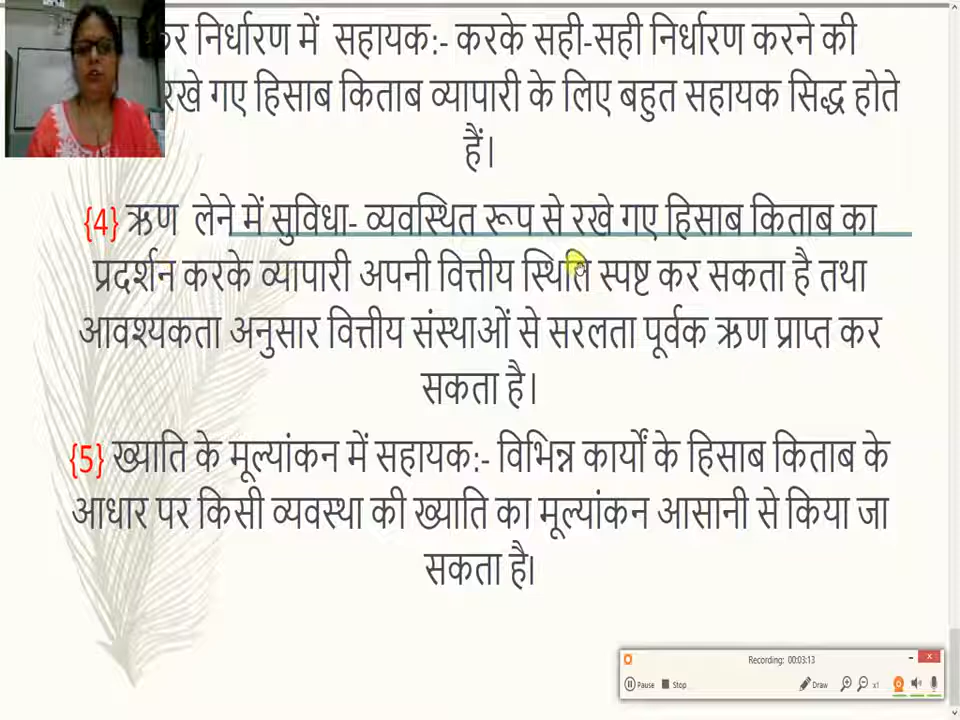 निर्धारण में सहायक:- करके सही-सही निर्धारण करने की
रखे गए हिसाब किताब व्यापारी के लिए बहुत सहायक सिद्ध होते
हैं।
{4} ऋण लेने में सुविधा- व्यवस्थित रूप से रखे गए हिसाब किताब का
प्रदर्शन करके व्यापारी अपनी वित्तीय स्थिति स्पष्ट कर सकता है तथा
आवश्यकता अनुसार वित्तीय संस्थाओं से सरलता पूर्वक ऋण प्राप्त कर
सकता है।
{5} ख्याति के मूल्यांकन में सहायक:- विभिन्न कार्यों के हिसाब किताब के
आधार पर किसी व्यवस्था की ख्याति का मूल्यांकन आसानी से किया जा
सकता है।
Recording: 00:03:13
Pause Stop Draw x1